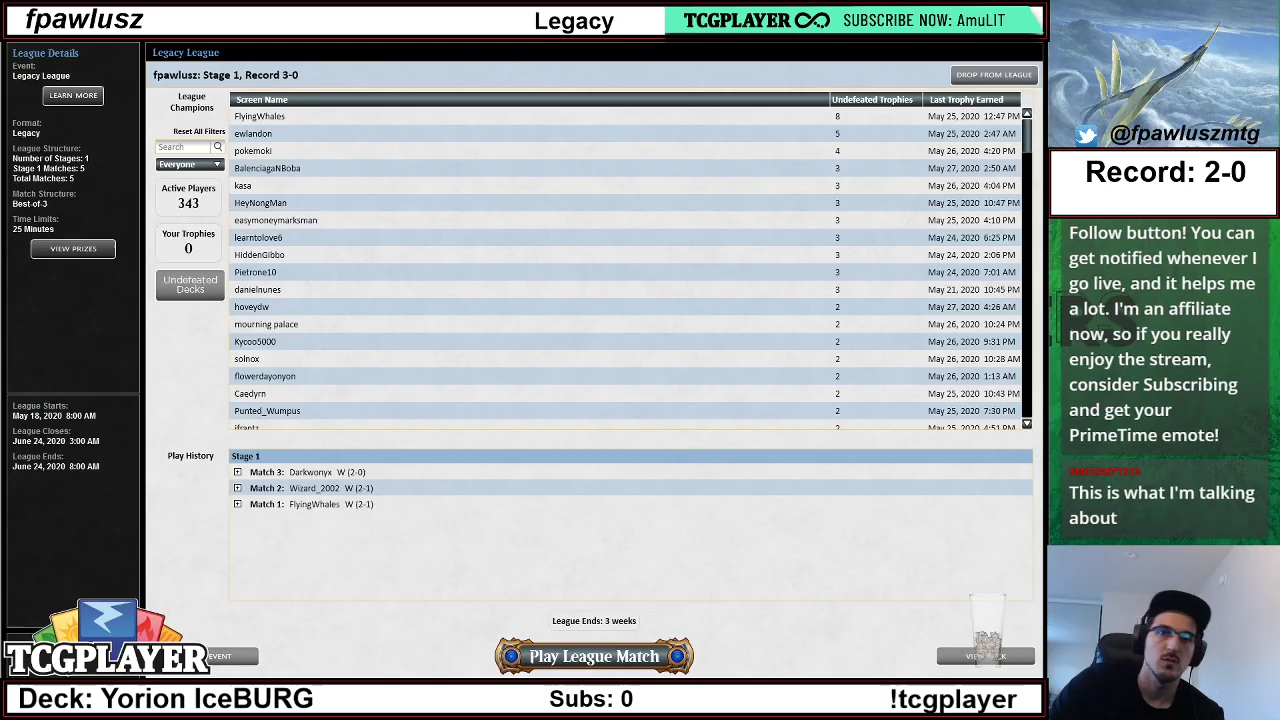 fpawlusz
Legacy
TCGPLAYER SUBSCRIBE NOW: AmuLIT
League Details
Event:
Legacy League
LEARN MORE
Format:
Legacy
League Structure:
Number of Stages: 1
Stage 1 Matches: 5
Total Matches: 5
Match Structure:
Best-of-3
Time Limits:
25 Minutes
VIEW PRIZES
League Starts:
May 18, 2020 8:00 AM
League Closes:
June 24, 2020 3:00 AM
League Ends:
June 24, 2020 8:00 AM
Legacy League
fpawlusz: Stage 1, Record 3-0
DROP FROM LEAGUE
League
Champions
Reset All Filters
Search
Everyone
Active Players
343
Your Trophies
0
Undefeated
Decks
Screen Name Undefeated Trophies Last Trophy Earned
FlyingWhales 8 May 25, 2020 12:47 PM
ewlandon 5 May 25, 2020 2:47 AM
pokemoki 4 May 26, 2020 4:20 PM
BalenciagaNBoba 3 May 27, 2020 2:50 AM
kasa 3 May 26, 2020 4:04 PM
HeyNongMan 3 May 25, 2020 10:47 PM
easymoneymarksman 3 May 25, 2020 4:10 PM
learntolove6 3 May 24, 2020 6:25 PM
HiddenGibbo 3 May 24, 2020 2:06 PM
Pietrone10 3 May 24, 2020 7:01 AM
danielnunes 3 May 21, 2020 10:45 PM
hoveydw 2 May 27, 2020 4:26 AM
mourning palace 2 May 26, 2020 10:24 PM
Kycoo5000 2 May 26, 2020 9:31 PM
solnox 2 May 26, 2020 10:28 AM
flowerdayonyon 2 May 26, 2020 1:13 AM
Caedyrn 2 May 25, 2020 10:43 PM
Punted_Wumpus 2 May 25, 2020 7:30 PM
ifrantz 2 May 25, 2020 4:51 PM
Play History
Stage 1
Match 3: Darkwonyx W (2-0)
Match 2: Wizard_2002 W (2-1)
Match 1: FlyingWhales W (2-1)
League Ends: 3 weeks
EVENT
Play League Match
TCGPLAYER
Deck: Yorion IceBURG
Subs: 0
!tcgplayer
@fpawluszmtg
Record: 2-0
Follow button! You can
get notified whenever I
go live, and it helps me
a lot. I'm an affiliate
now, so if you really
enjoy the stream,
consider Subscribing
and get your
PrimeTime emote!
This is what I'm talking
about